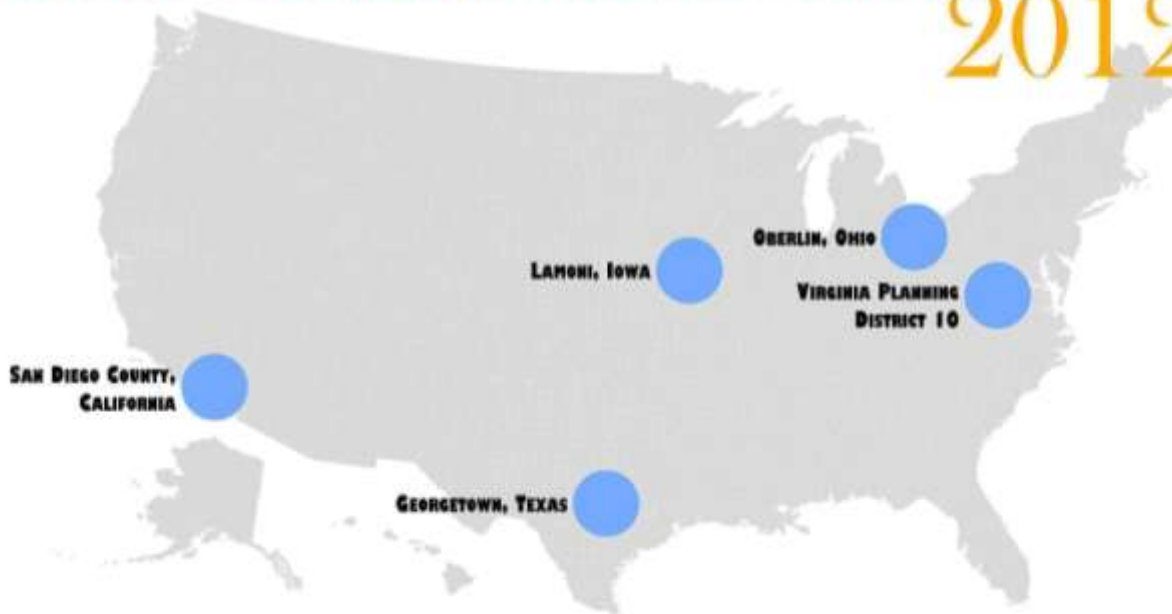 2012
Oberlin, Ohio
Lamoni, Iowa
Virginia Planning
District 10
San Diego County,
California
Georgetown, Texas